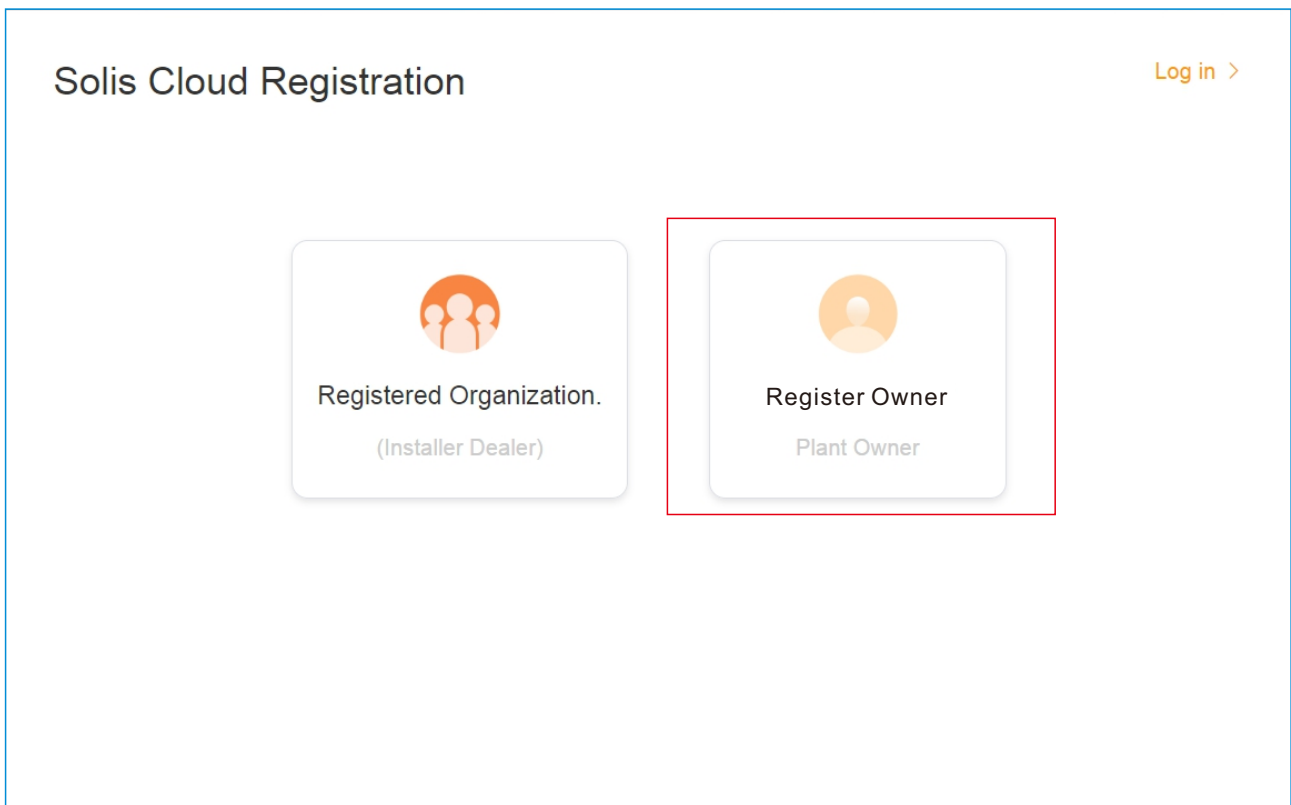 Solis Cloud Registration
Log in >
Registered Organization.
(Installer Dealer)
Register Owner
Plant Owner